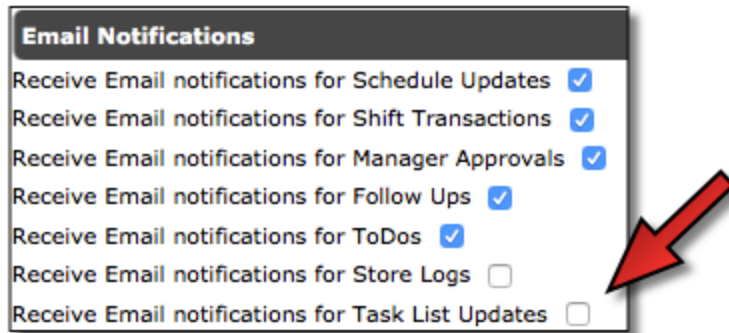 Email Notifications
Receive Email notifications for Schedule Updates
Receive Email notifications for Shift Transactions
Receive Email notifications for Manager Approvals
Receive Email notifications for Follow Ups
Receive Email notifications for ToDos
Receive Email notifications for Store Logs
Receive Email notifications for Task List Updates